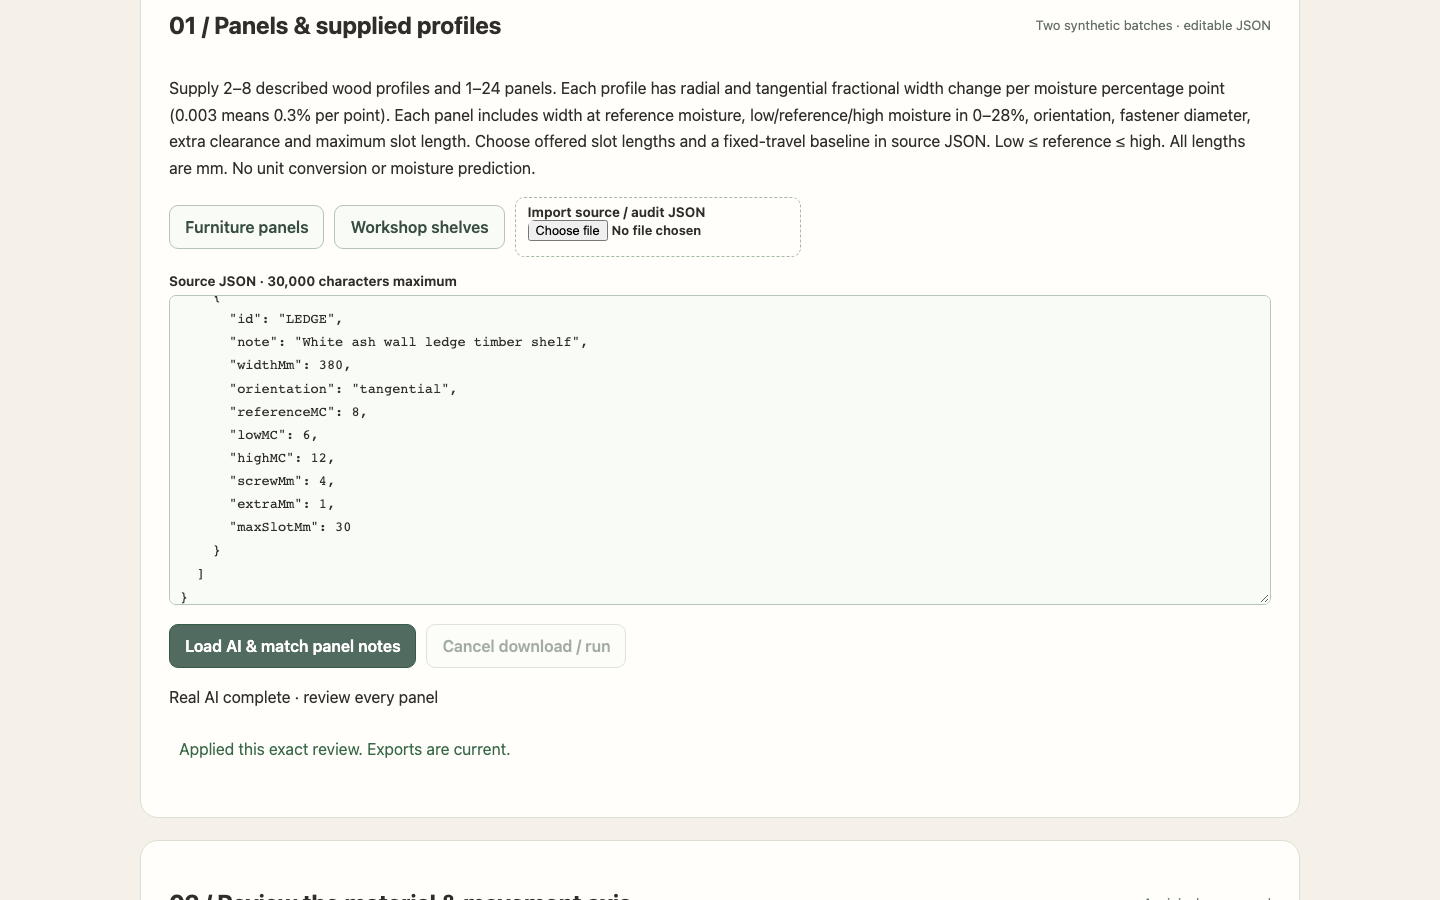 01 / Panels & supplied profiles
Two synthetic batches · editable JSON
Supply 2–8 described wood profiles and 1–24 panels. Each profile has radial and tangential fractional width change per moisture percentage point
(0.003 means 0.3% per point). Each panel includes width at reference moisture, low/reference/high moisture in 0–28%, orientation, fastener diameter,
extra clearance and maximum slot length. Choose offered slot lengths and a fixed-travel baseline in source JSON. Low ≤ reference ≤ high. All lengths
are mm. No unit conversion or moisture prediction.
Furniture panels
Workshop shelves
Import source / audit JSON
Choose file No file chosen
Source JSON · 30,000 characters maximum
{
"id": "LEDGE",
"note": "White ash wall ledge timber shelf",
"widthMm": 380,
"orientation": "tangential",
"referenceMC": 8,
"lowMC": 6,
"highMC": 12,
"screwMm": 4,
"extraMm": 1,
"maxSlotMm": 30
}
]
}
Load AI & match panel notes
Cancel download / run
Real AI complete · review every panel
Applied this exact review. Exports are current.
02 / Review the material & movement axis